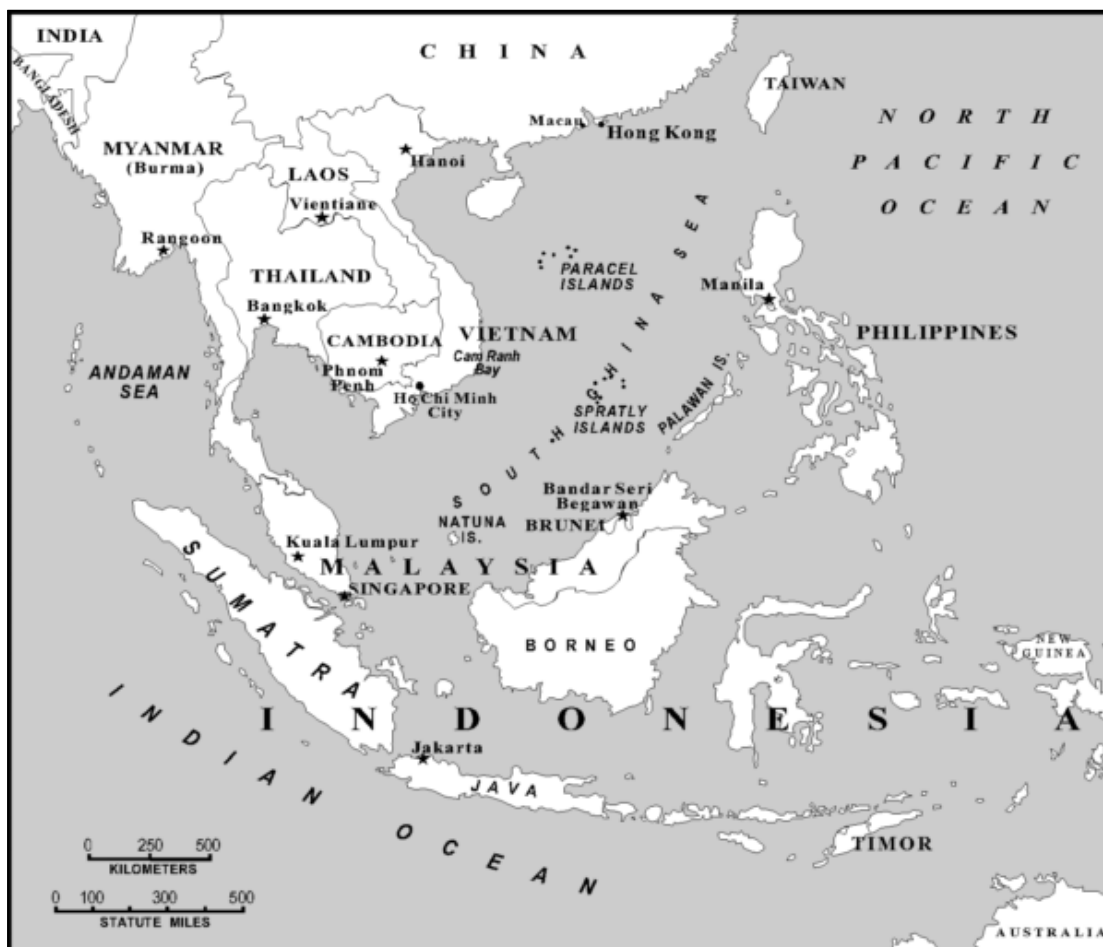 INDIA
BANGLADESH
C H I N A
TAIWAN
Macau
Hong Kong
N O R T H
P A C I F I C
O C E A N
MYANMAR
(Burma)
Hanoi
LAOS
Vientiane
Rangoon
THAILAND
Bangkok
PARACEL
ISLANDS
Manila
CAMBODIA
Phnom
Penh
VIETNAM
Cam Ranh
Bay
Ho Chi Minh
City
PHILIPPINES
ANDAMAN
SEA
SPRATLY
ISLANDS
PALAWAN IS.
S O U T H C H I N A S E A
NATUNA
IS.
Bandar Seri
Begawan
BRUNEI
Kuala Lumpur
M A L A Y S I A
SINGAPORE
S U M A T R A
BORNEO
NEW
GUINEA
I N D O N E S I A
Jakarta
JAVA
I N D I A N O C E A N
TIMOR
AUSTRALIA
0 250 500
KILOMETERS
0 100 300 500
STATUTE MILES